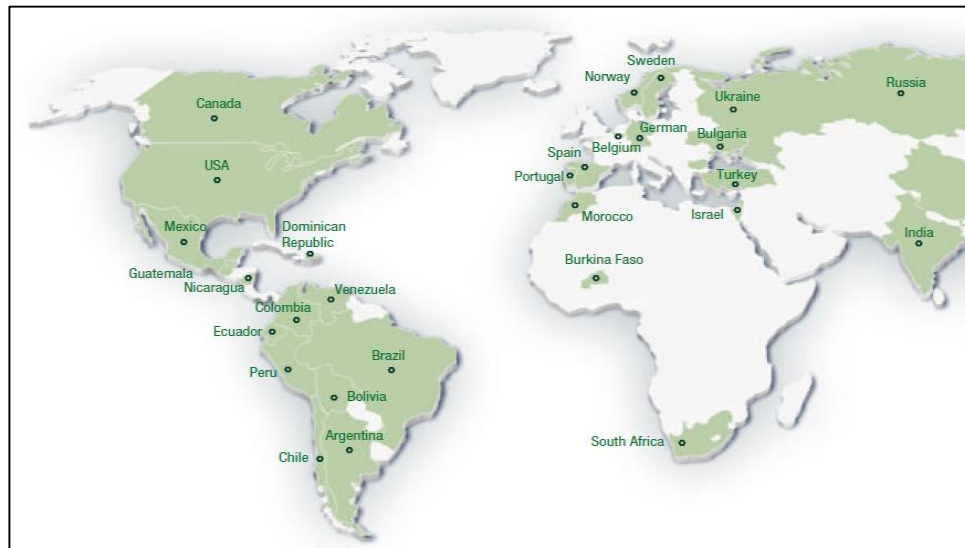 Sweden
Norway
Russia
Canada
Ukraine
German
Belgium
Bulgaria
Spain
USA
Portugal
Turkey
Morocco
Israel
Mexico
Dominican
Republic
India
Guatemala
Nicaragua
Burkina Faso
Venezuela
Colombia
Ecuador
Brazil
Peru
Bolivia
Argentina
South Africa
Chile